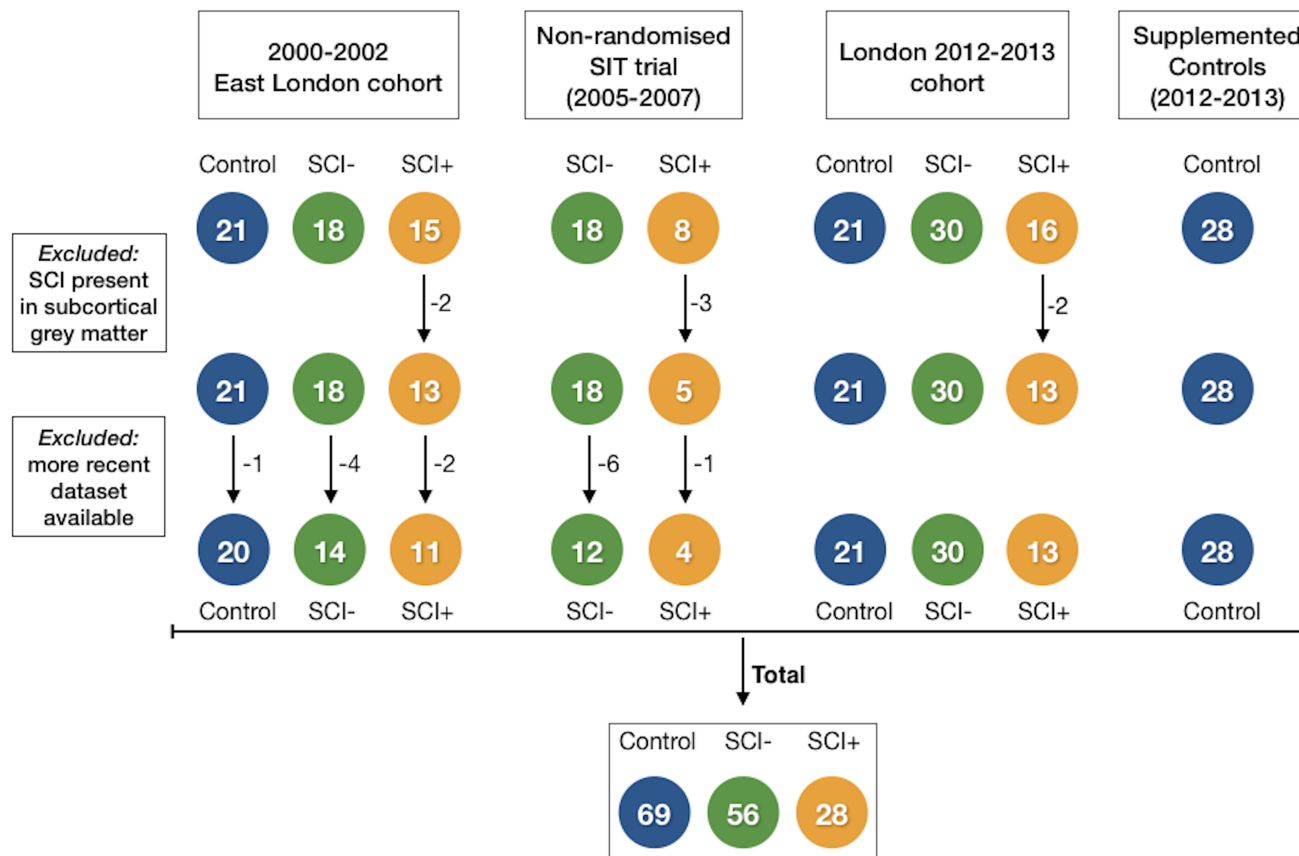 2000-2002
East London cohort
Non-randomised
SIT trial
(2005-2007)
London 2012-2013
cohort
Supplemented
Controls
(2012-2013)
Control SCI- SCI+ SCI- SCI+ Control SCI- SCI+ Control
21 18 15 18 8 21 30 16 28
Excluded:
SCI present
in subcortical
grey matter
-2 -3 -2
21 18 13 18 5 21 30 13 28
Excluded:
more recent
dataset
available
-1 -4 -2 -6 -1
20 14 11 12 4 21 30 13 28
Control SCI- SCI+ SCI- SCI+ Control SCI- SCI+ Control
Total
Control SCI- SCI+
69 56 28